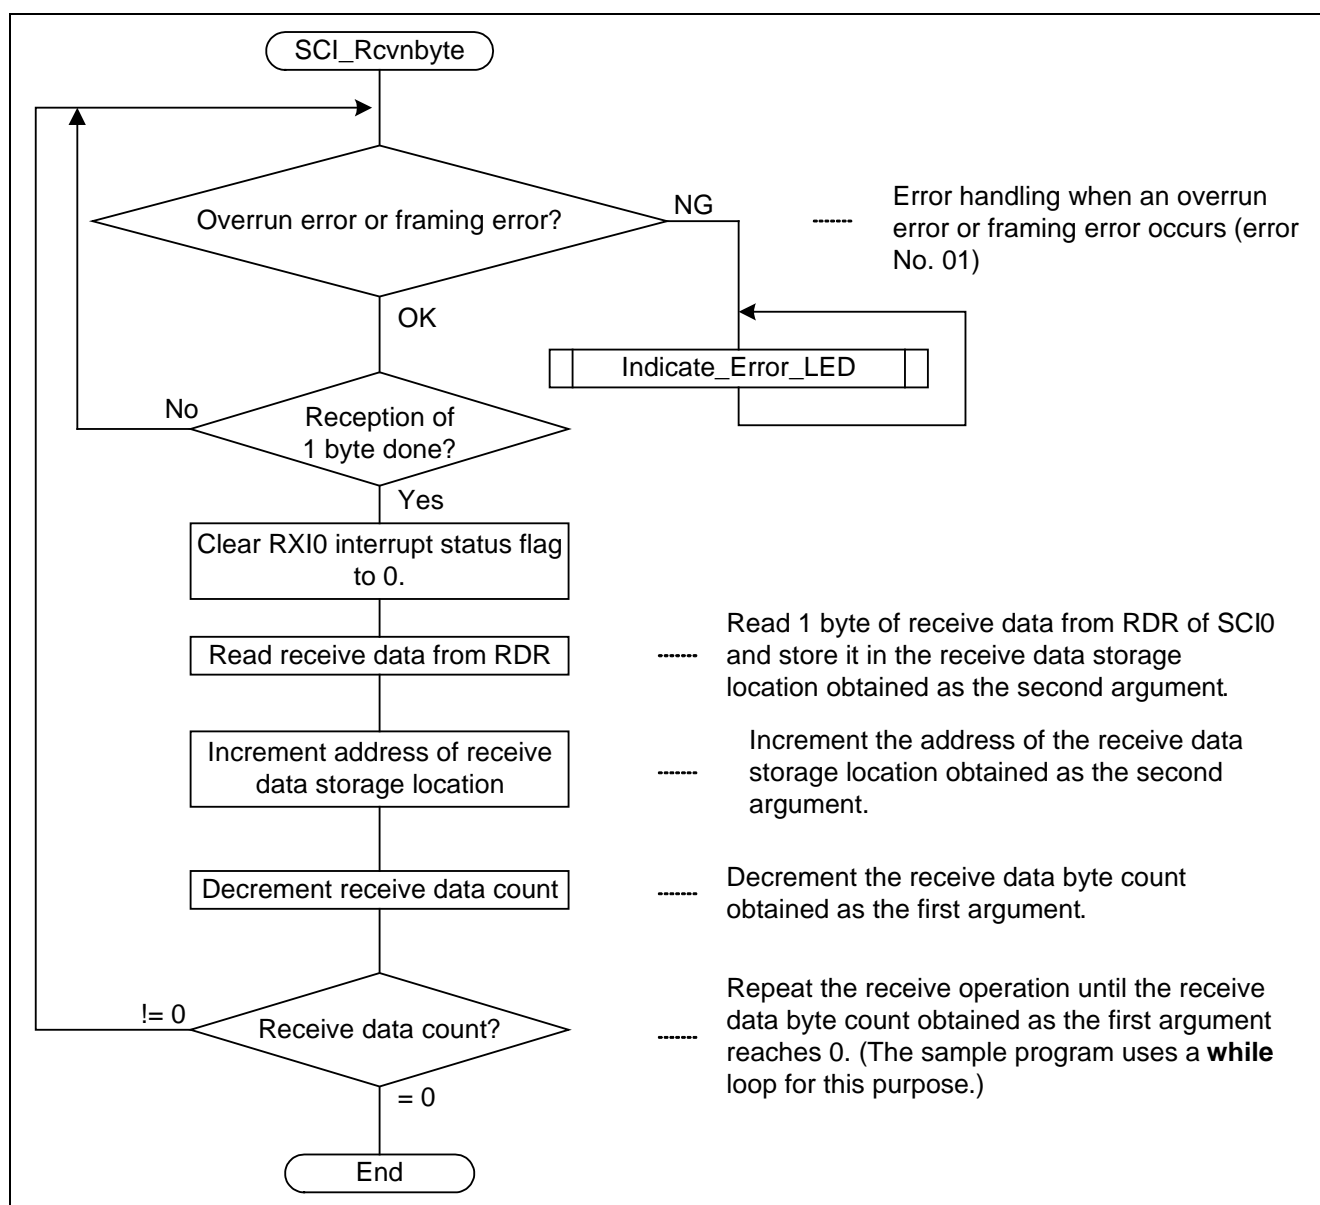 SCI_Rcvnbyte
Overrun error or framing error?
NG
Error handling when an overrun
error or framing error occurs (error
No. 01)
OK
Indicate_Error_LED
No
Reception of
1 byte done?
Yes
Clear RXI0 interrupt status flag
to 0.
Read receive data from RDR
Read 1 byte of receive data from RDR of SCI0
and store it in the receive data storage
location obtained as the second argument.
Increment address of receive
data storage location
Increment the address of the receive data
storage location obtained as the second
argument.
Decrement receive data count
Decrement the receive data byte count
obtained as the first argument.
!= 0
Receive data count?
Repeat the receive operation until the receive
data byte count obtained as the first argument
reaches 0. (The sample program uses a while
loop for this purpose.)
= 0
End